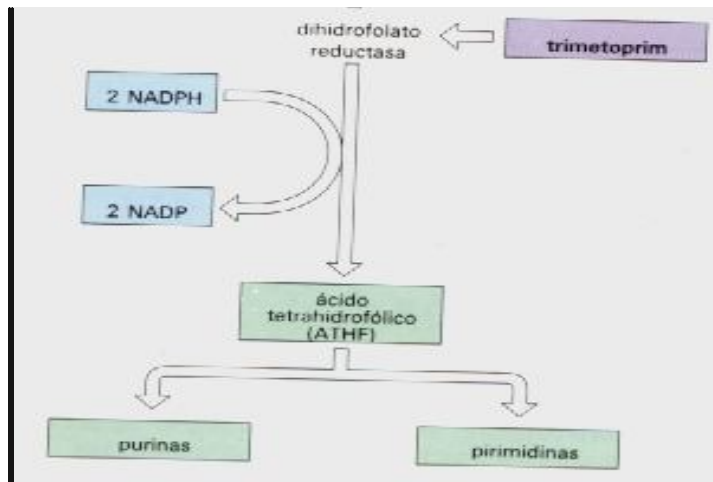 dihidrofolato
reductasa
trimetoprim
2 NADPH
2 NADP
ácido
tetrahidrofólico
(ATHF)
purinas
pirimidinas